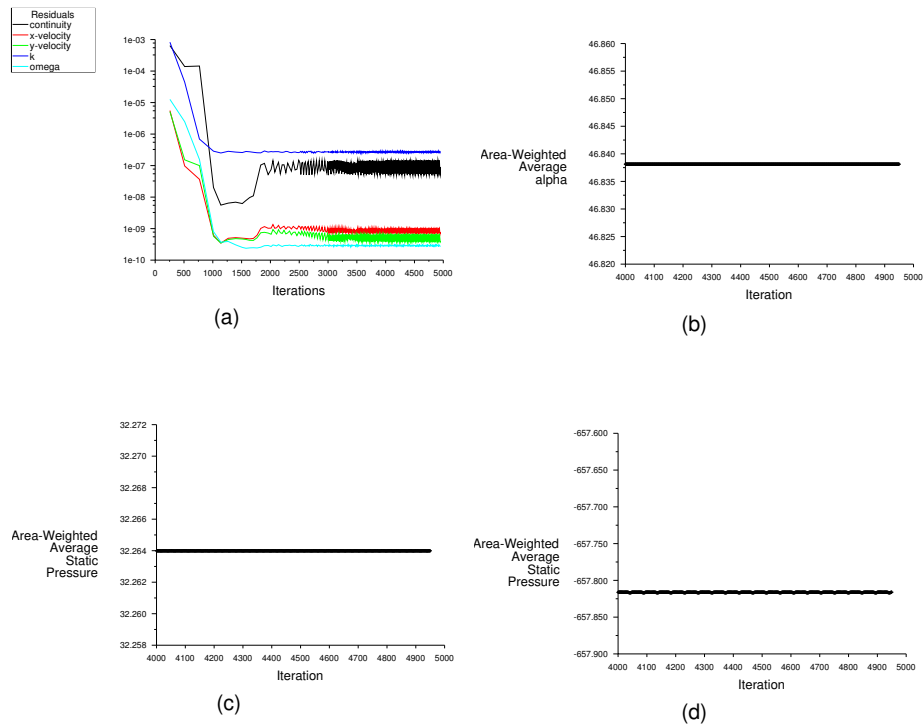 Residuals
continuity
x-velocity
y-velocity
k
omega
1e-03
1e-04
1e-05
1e-06
1e-07
1e-08
1e-09
1e-10
0 500 1000 1500 2000 2500 3000 3500 4000 4500 5000
Iterations
(a)
46.860
46.855
46.850
46.845
46.840
46.835
46.830
46.825
46.820
Area-Weighted
Average
alpha
4000 4100 4200 4300 4400 4500 4600 4700 4800 4900 5000
Iteration
(b)
32.272
32.270
32.268
32.266
32.264
32.262
32.260
32.258
Area-Weighted
Average
Static
Pressure
4000 4100 4200 4300 4400 4500 4600 4700 4800 4900 5000
Iteration
(c)
-657.600
-657.650
-657.700
-657.750
-657.800
-657.850
-657.900
Area-Weighted
Average
Static
Pressure
4000 4100 4200 4300 4400 4500 4600 4700 4800 4900 5000
Iteration
(d)